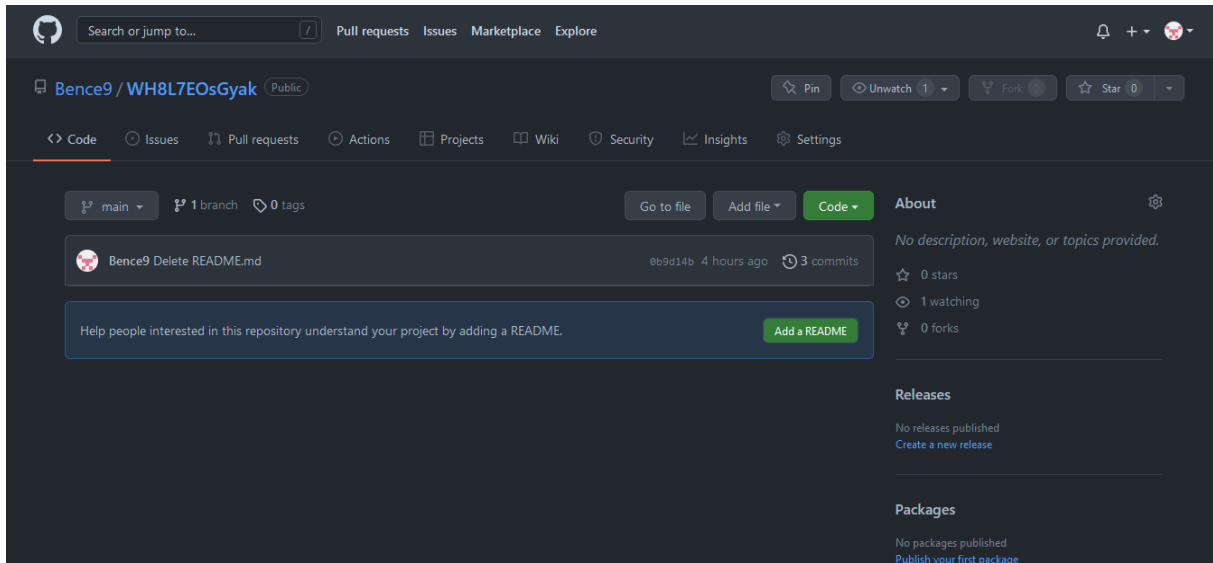 Search or jump to... /
Pull requests Issues Marketplace Explore
Bence9 / WH8L7EOsGyak Public
Pin Unwatch 1 Fork 0 Star 0
Code Issues Pull requests Actions Projects Wiki Security Insights Settings
main 1 branch 0 tags Go to file Add file Code
Bence9 Delete README.md 0b9d14b 4 hours ago 3 commits
Help people interested in this repository understand your project by adding a README. Add a README
About
No description, website, or topics provided.
0 stars
1 watching
0 forks
Releases
No releases published
Create a new release
Packages
No packages published
Publish your first package